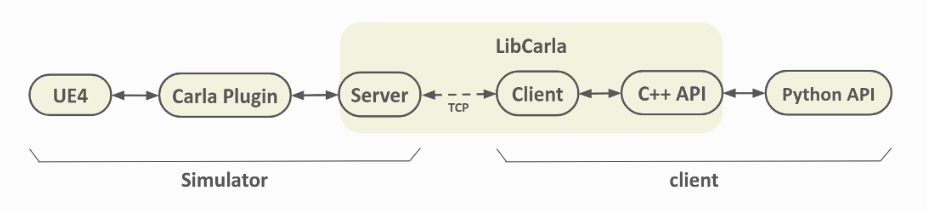 LibCarla
UE4
Carla Plugin
Server
TCP
Client
C++ API
Python API
Simulator
client